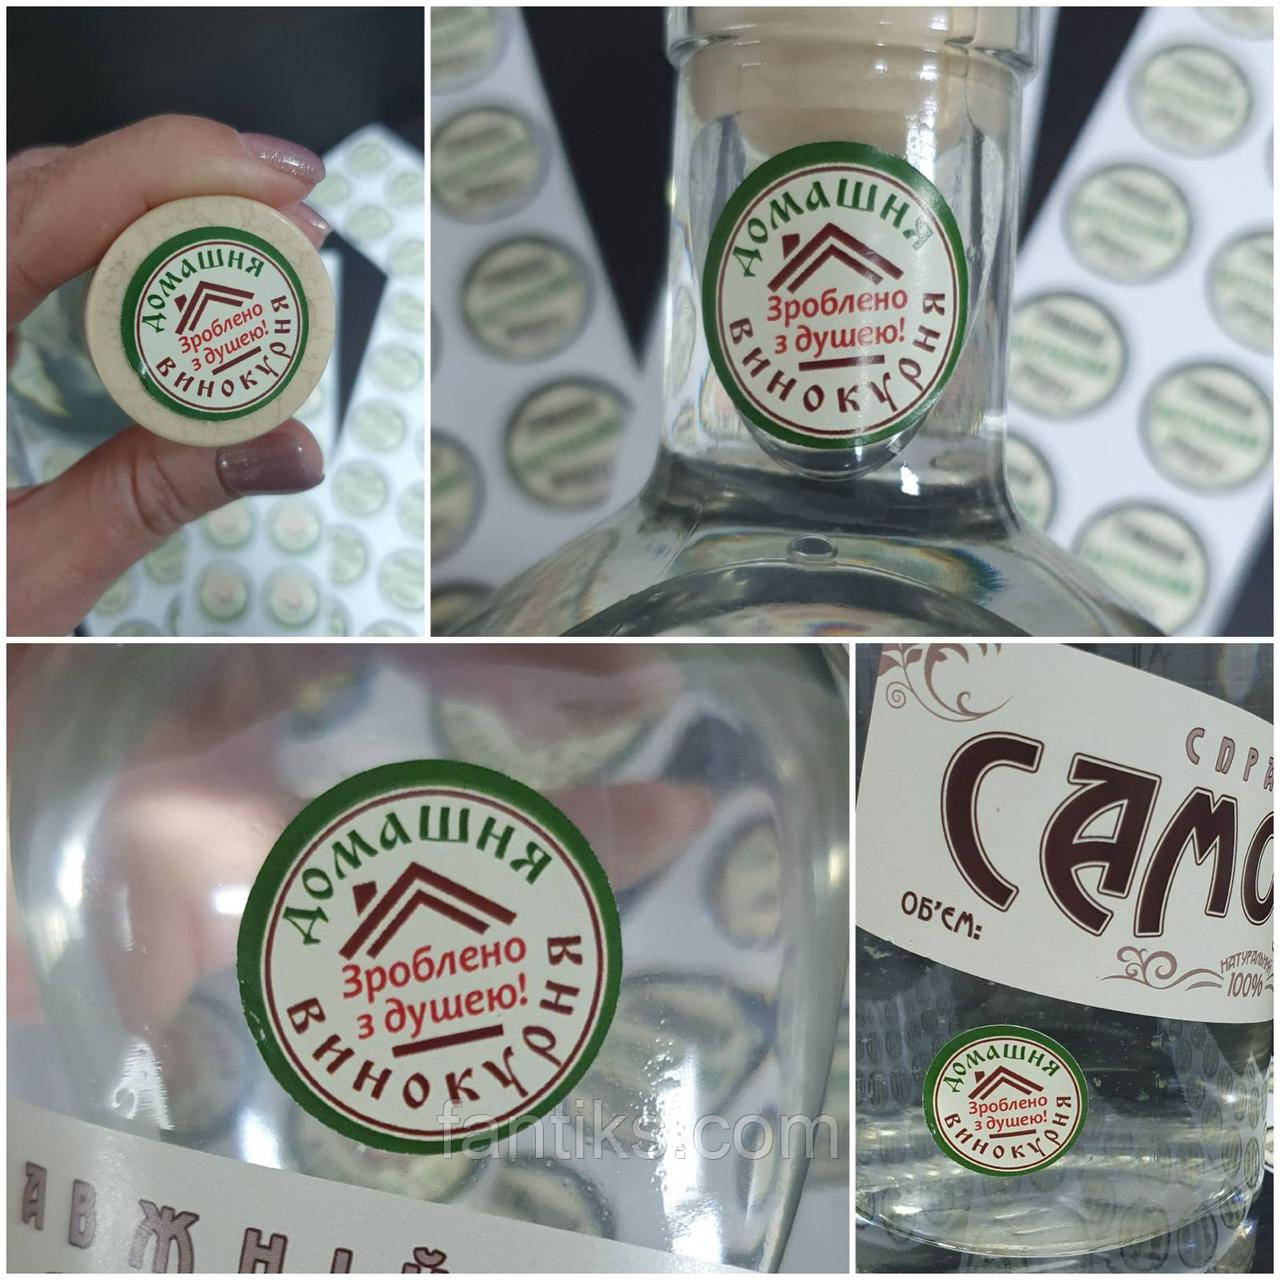 ДОМАШНЯ
Зроблено
з душею!
ВИНОКУРНЯ
ДОМАШНЯ
Зроблено
з душею!
ВИНОКУРНЯ
ДОМАШНЯ
Зроблено
з душею!
ВИНОКУРНЯ
АВЖНІЙ
fantiks.com
СПРА
САМО
ОБ'ЄМ:
НАТУРАЛЬНИЙ
100%
ДОМАШНЯ
Зроблено
з душею!
ВИНОКУРНЯ